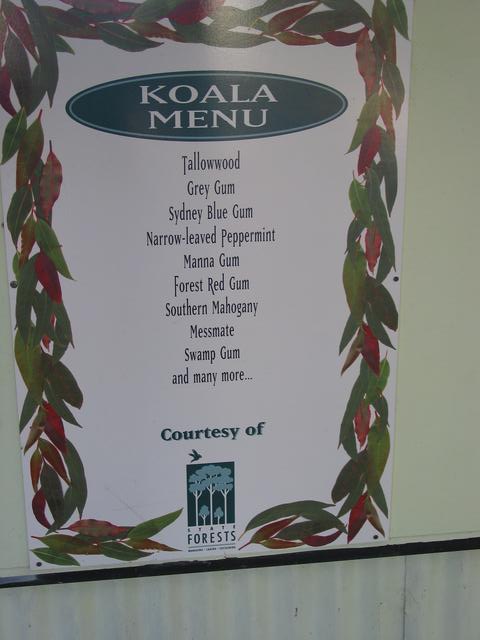 KOALA
MENU
Tallowwood
Grey Gum
Sydney Blue Gum
Narrow-leaved Peppermint
Manna Gum
Forest Red Gum
Southern Mahogany
Messmate
Swamp Gum
and many more...
Courtesy of
STATE
FORESTS